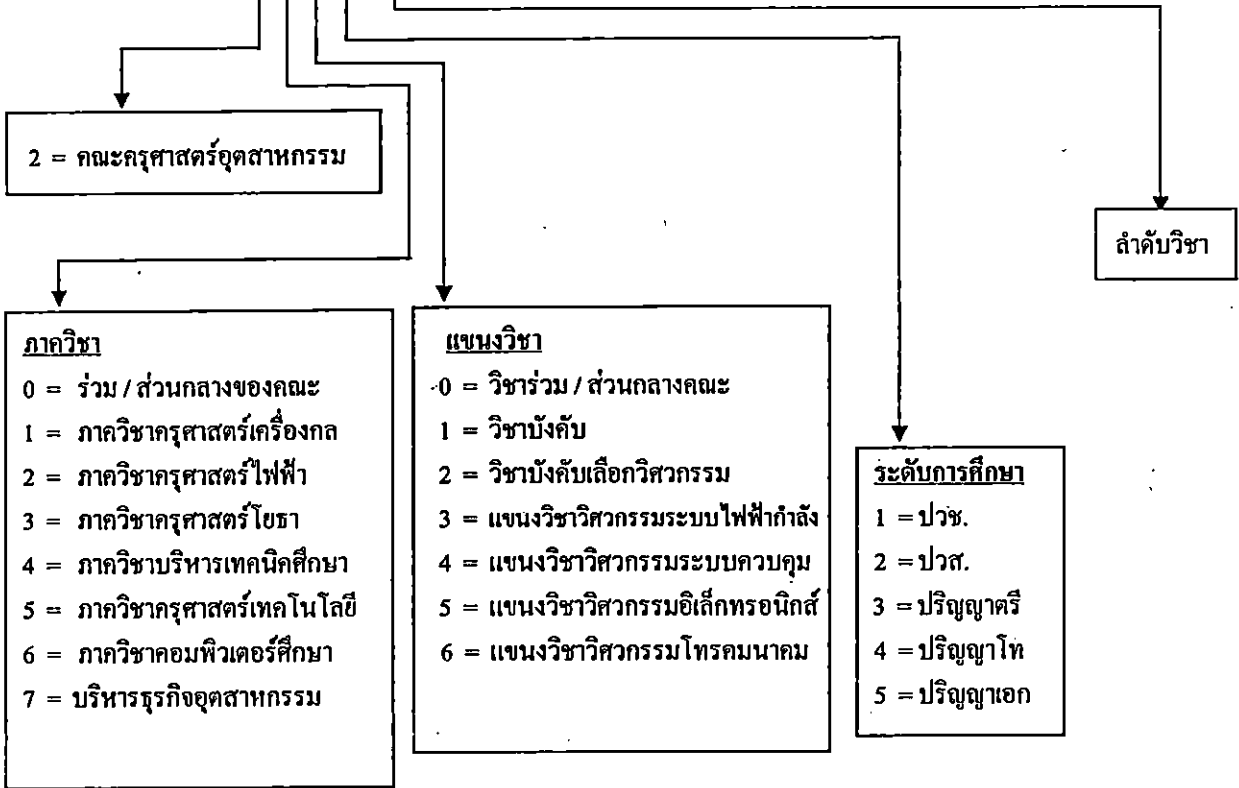 2 = คณะครุศาสตร์อุตสาหกรรม
ลำดับวิชา
ภาควิชา
0 = ร่วม / ส่วนกลางของคณะ
1 = ภาควิชาครุศาสตร์เครื่องกล
2 = ภาควิชาครุศาสตร์ไฟฟ้า
3 = ภาควิชาครุศาสตร์โยธา
4 = ภาควิชาบริหารเทคนิคศึกษา
5 = ภาควิชาครุศาสตร์เทคโนโลยี
6 = ภาควิชาคอมพิวเตอร์ศึกษา
7 = บริหารธุรกิจอุตสาหกรรม
แขนงวิชา
0 = วิชาร่วม / ส่วนกลางคณะ
1 = วิชาบังคับ
2 = วิชาบังคับเลือกวิศวกรรม
3 = แขนงวิชาวิศวกรรมระบบไฟฟ้ากำลัง
4 = แขนงวิชาวิศวกรรมระบบควบคุม
5 = แขนงวิชาวิศวกรรมอิเล็กทรอนิกส์
6 = แขนงวิชาวิศวกรรมโทรคมนาคม
ระดับการศึกษา
1 = ปวช.
2 = ปวส.
3 = ปริญญาตรี
4 = ปริญญาโท
5 = ปริญญาเอก